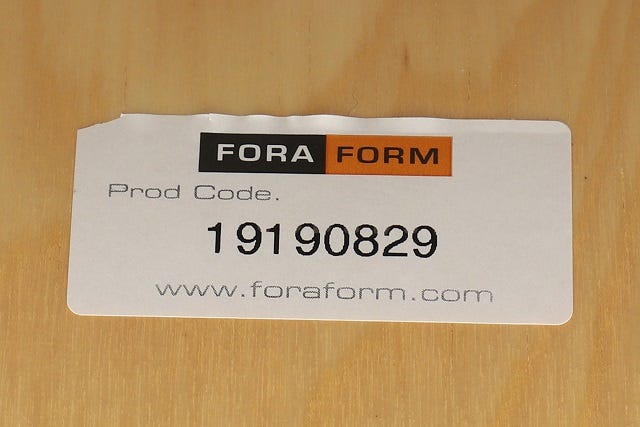 FORA FORM
Prod Code.
19190829
www.foraform.com